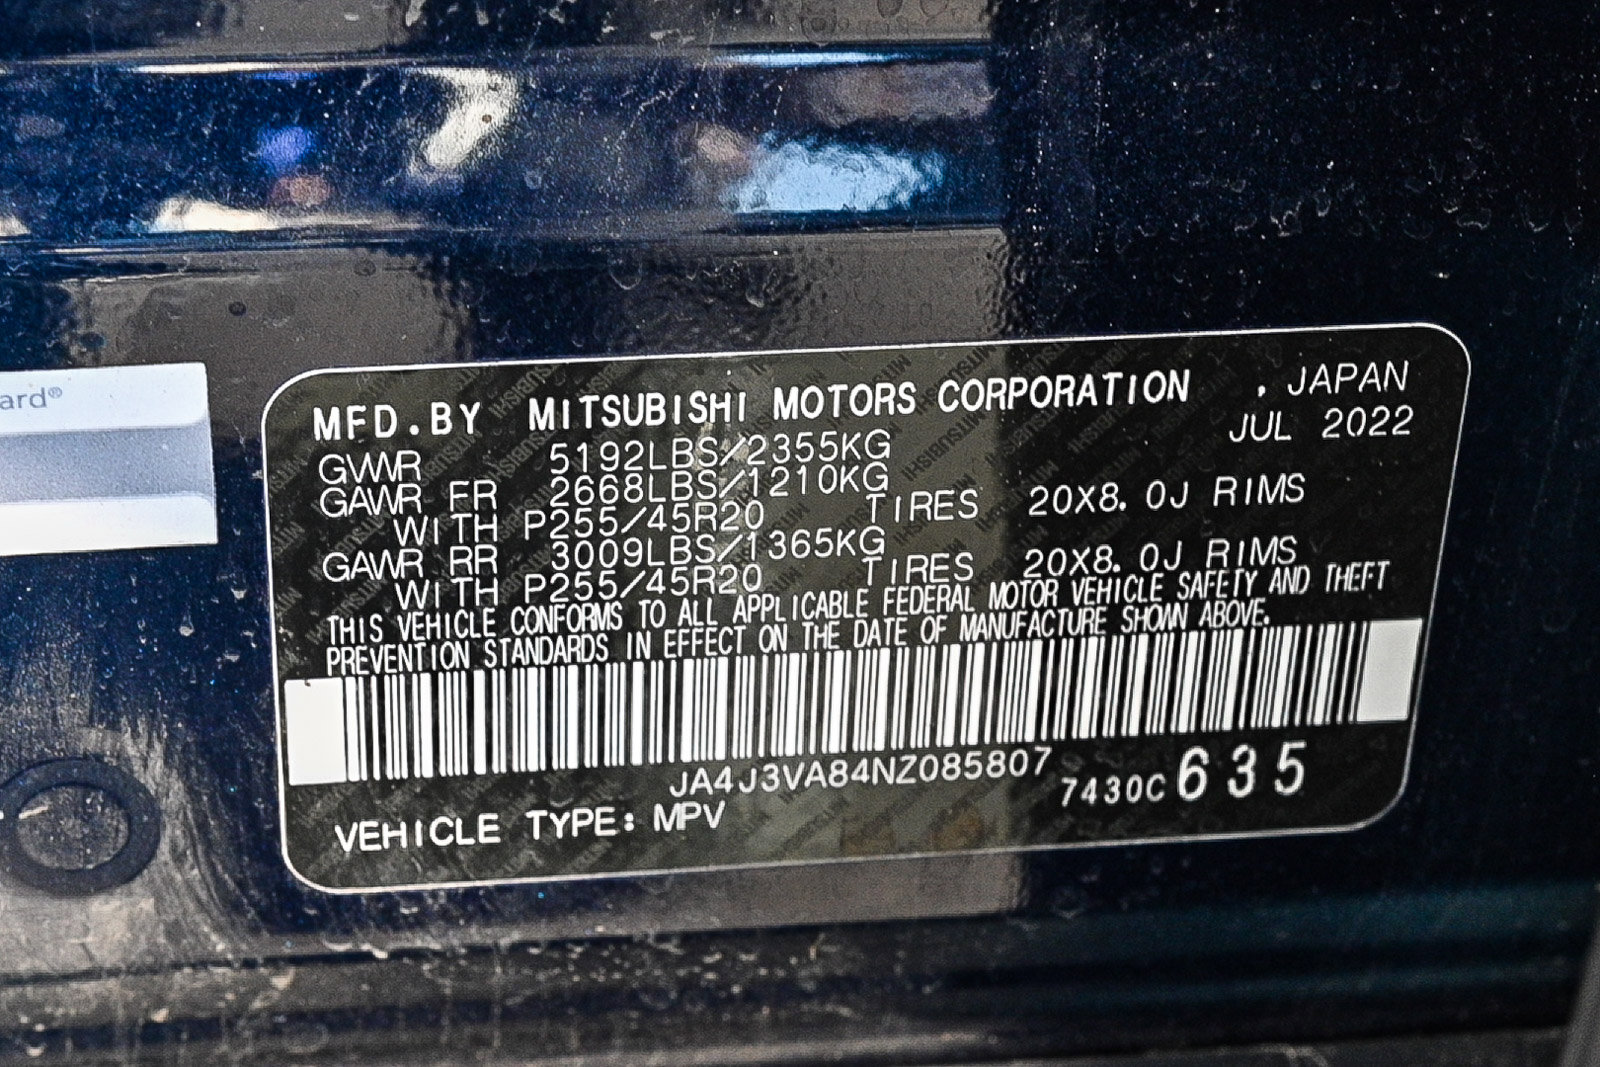 ard®
MFD.BY MITSUBISHI MOTORS CORPORATION , JAPAN
JUL 2022
GVWR 5192LBS/2355KG
GAWR FR 2668LBS/1210KG
WITH P255/45R20 TIRES 20X8.0J RIMS
GAWR RR 3009LBS/1365KG
WITH P255/45R20 TIRES 20X8.0J RIMS
THIS VEHICLE CONFORMS TO ALL APPLICABLE FEDERAL MOTOR VEHICLE SAFETY AND THEFT
PREVENTION STANDARDS IN EFFECT ON THE DATE OF MANUFACTURE SHOWN ABOVE.
JA4J3VA84NZ085807 7430C 635
VEHICLE TYPE: MPV